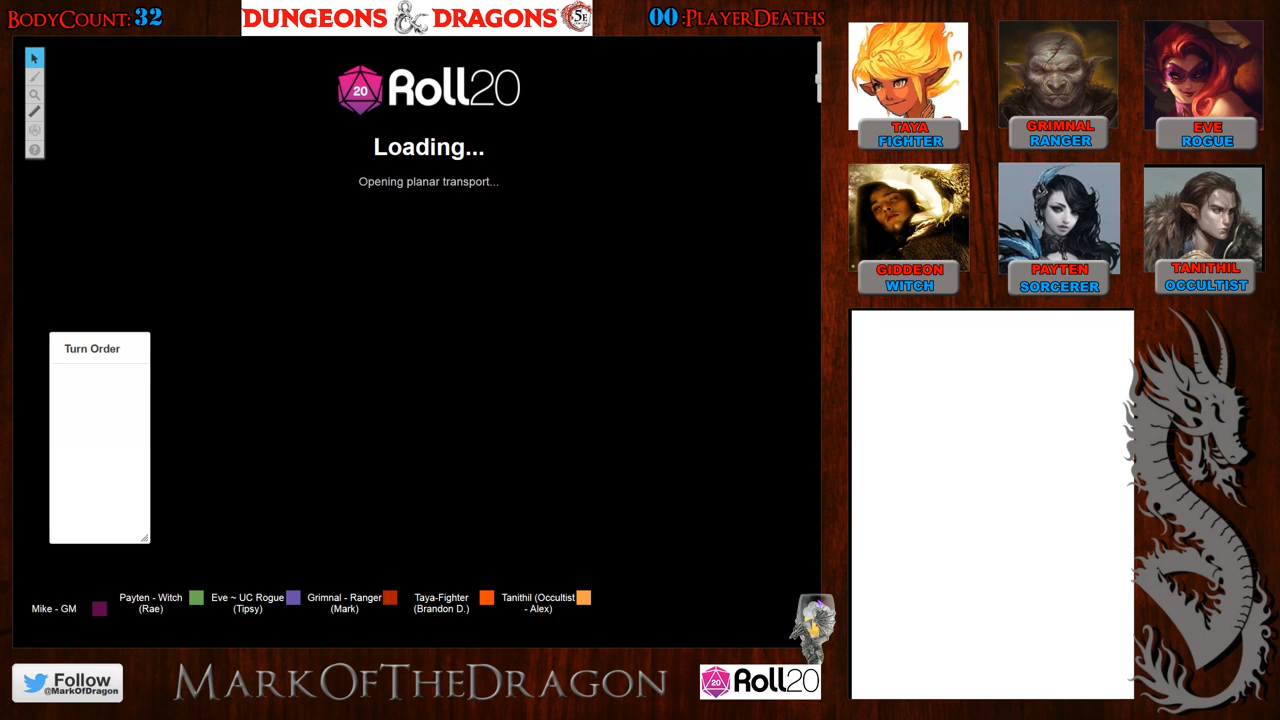 BodyCount: 32
DUNGEONS & DRAGONS 5E
00 :PlayerDeaths
20 Roll20
Loading...
Opening planar transport...
TAYA
FIGHTER
GRIMNAL
RANGER
EVE
ROGUE
GIDDEON
WITCH
PAYTEN
SORCERER
TANITHIL
OCCULTIST
Turn Order
Mike - GM
Payten - Witch
(Rae)
Eve ~ UC Rogue
(Tipsy)
Grimnal - Ranger
(Mark)
Taya-Fighter
(Brandon D.)
Tanithil (Occultist
- Alex)
Follow
@MarkOfDragon
MarkOfTheDragon
20 Roll20